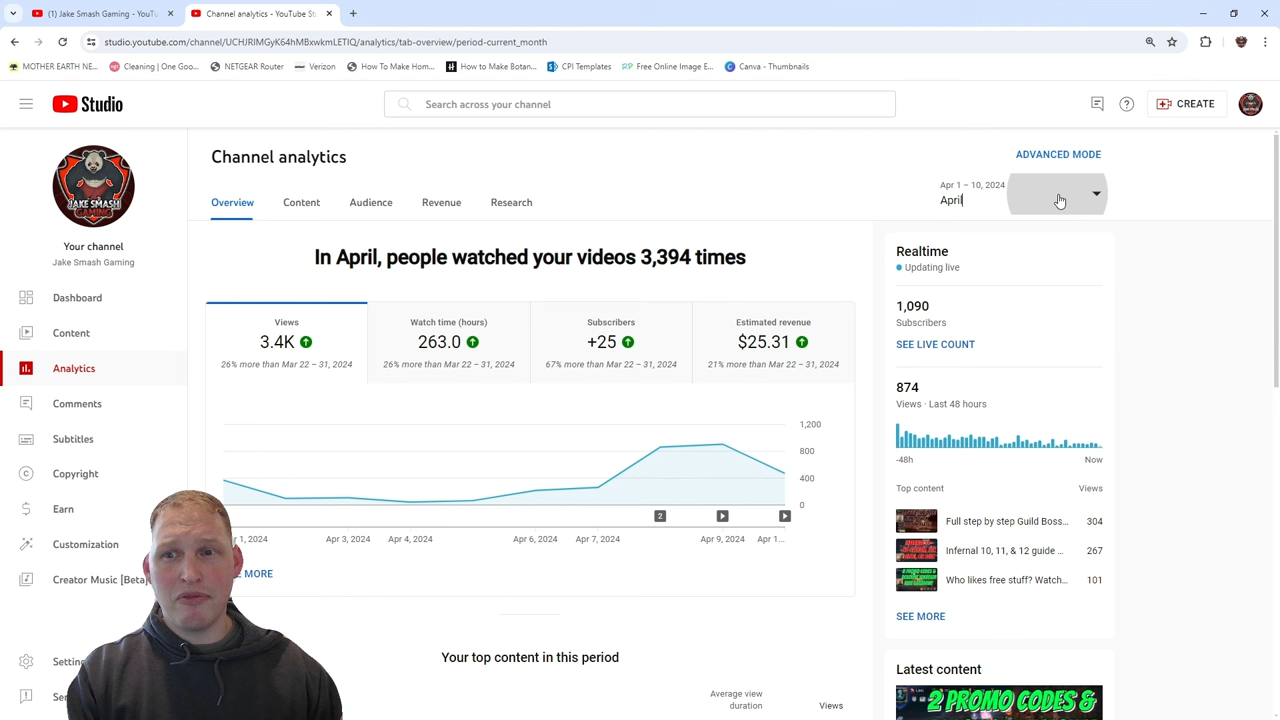 (1) Jake Smash Gaming - YouTu
Channel analytics - YouTube St
studio.youtube.com/channel/UCHJRIMGyK64hMBxwkmLETIQ/analytics/tab-overview/period-current_month
MOTHER EARTH NE...
Cleaning | One Goo...
NETGEAR Router
Verizon
How To Make Hom...
How to Make Botan...
CPI Templates
Free Online Image E...
Canva - Thumbnails
Studio
Search across your channel
CREATE
JAKE SMASH
GAMING
Your channel
Jake Smash Gaming
Dashboard
Content
Analytics
Comments
Subtitles
Copyright
Earn
Customization
Creator Music [Beta]
Settin
Sen
Channel analytics
ADVANCED MODE
Apr 1 – 10, 2024
April
Overview
Content
Audience
Revenue
Research
In April, people watched your videos 3,394 times
Views
3.4K
26% more than Mar 22 – 31, 2024
Watch time (hours)
263.0
26% more than Mar 22 – 31, 2024
Subscribers
+25
67% more than Mar 22 – 31, 2024
Estimated revenue
$25.31
21% more than Mar 22 – 31, 2024
1,200
800
400
0
2
r 1, 2024
Apr 3, 2024
Apr 4, 2024
Apr 6, 2024
Apr 7, 2024
Apr 9, 2024
Apr 1...
E MORE
Your top content in this period
Average view
duration
Views
Realtime
Updating live
1,090
Subscribers
SEE LIVE COUNT
874
Views · Last 48 hours
-48h
Now
Top content
Views
Full step by step Guild Boss...
304
Infernal 10, 11, & 12 guide ...
267
Who likes free stuff? Watch...
101
SEE MORE
Latest content
2 PROMO CODES &